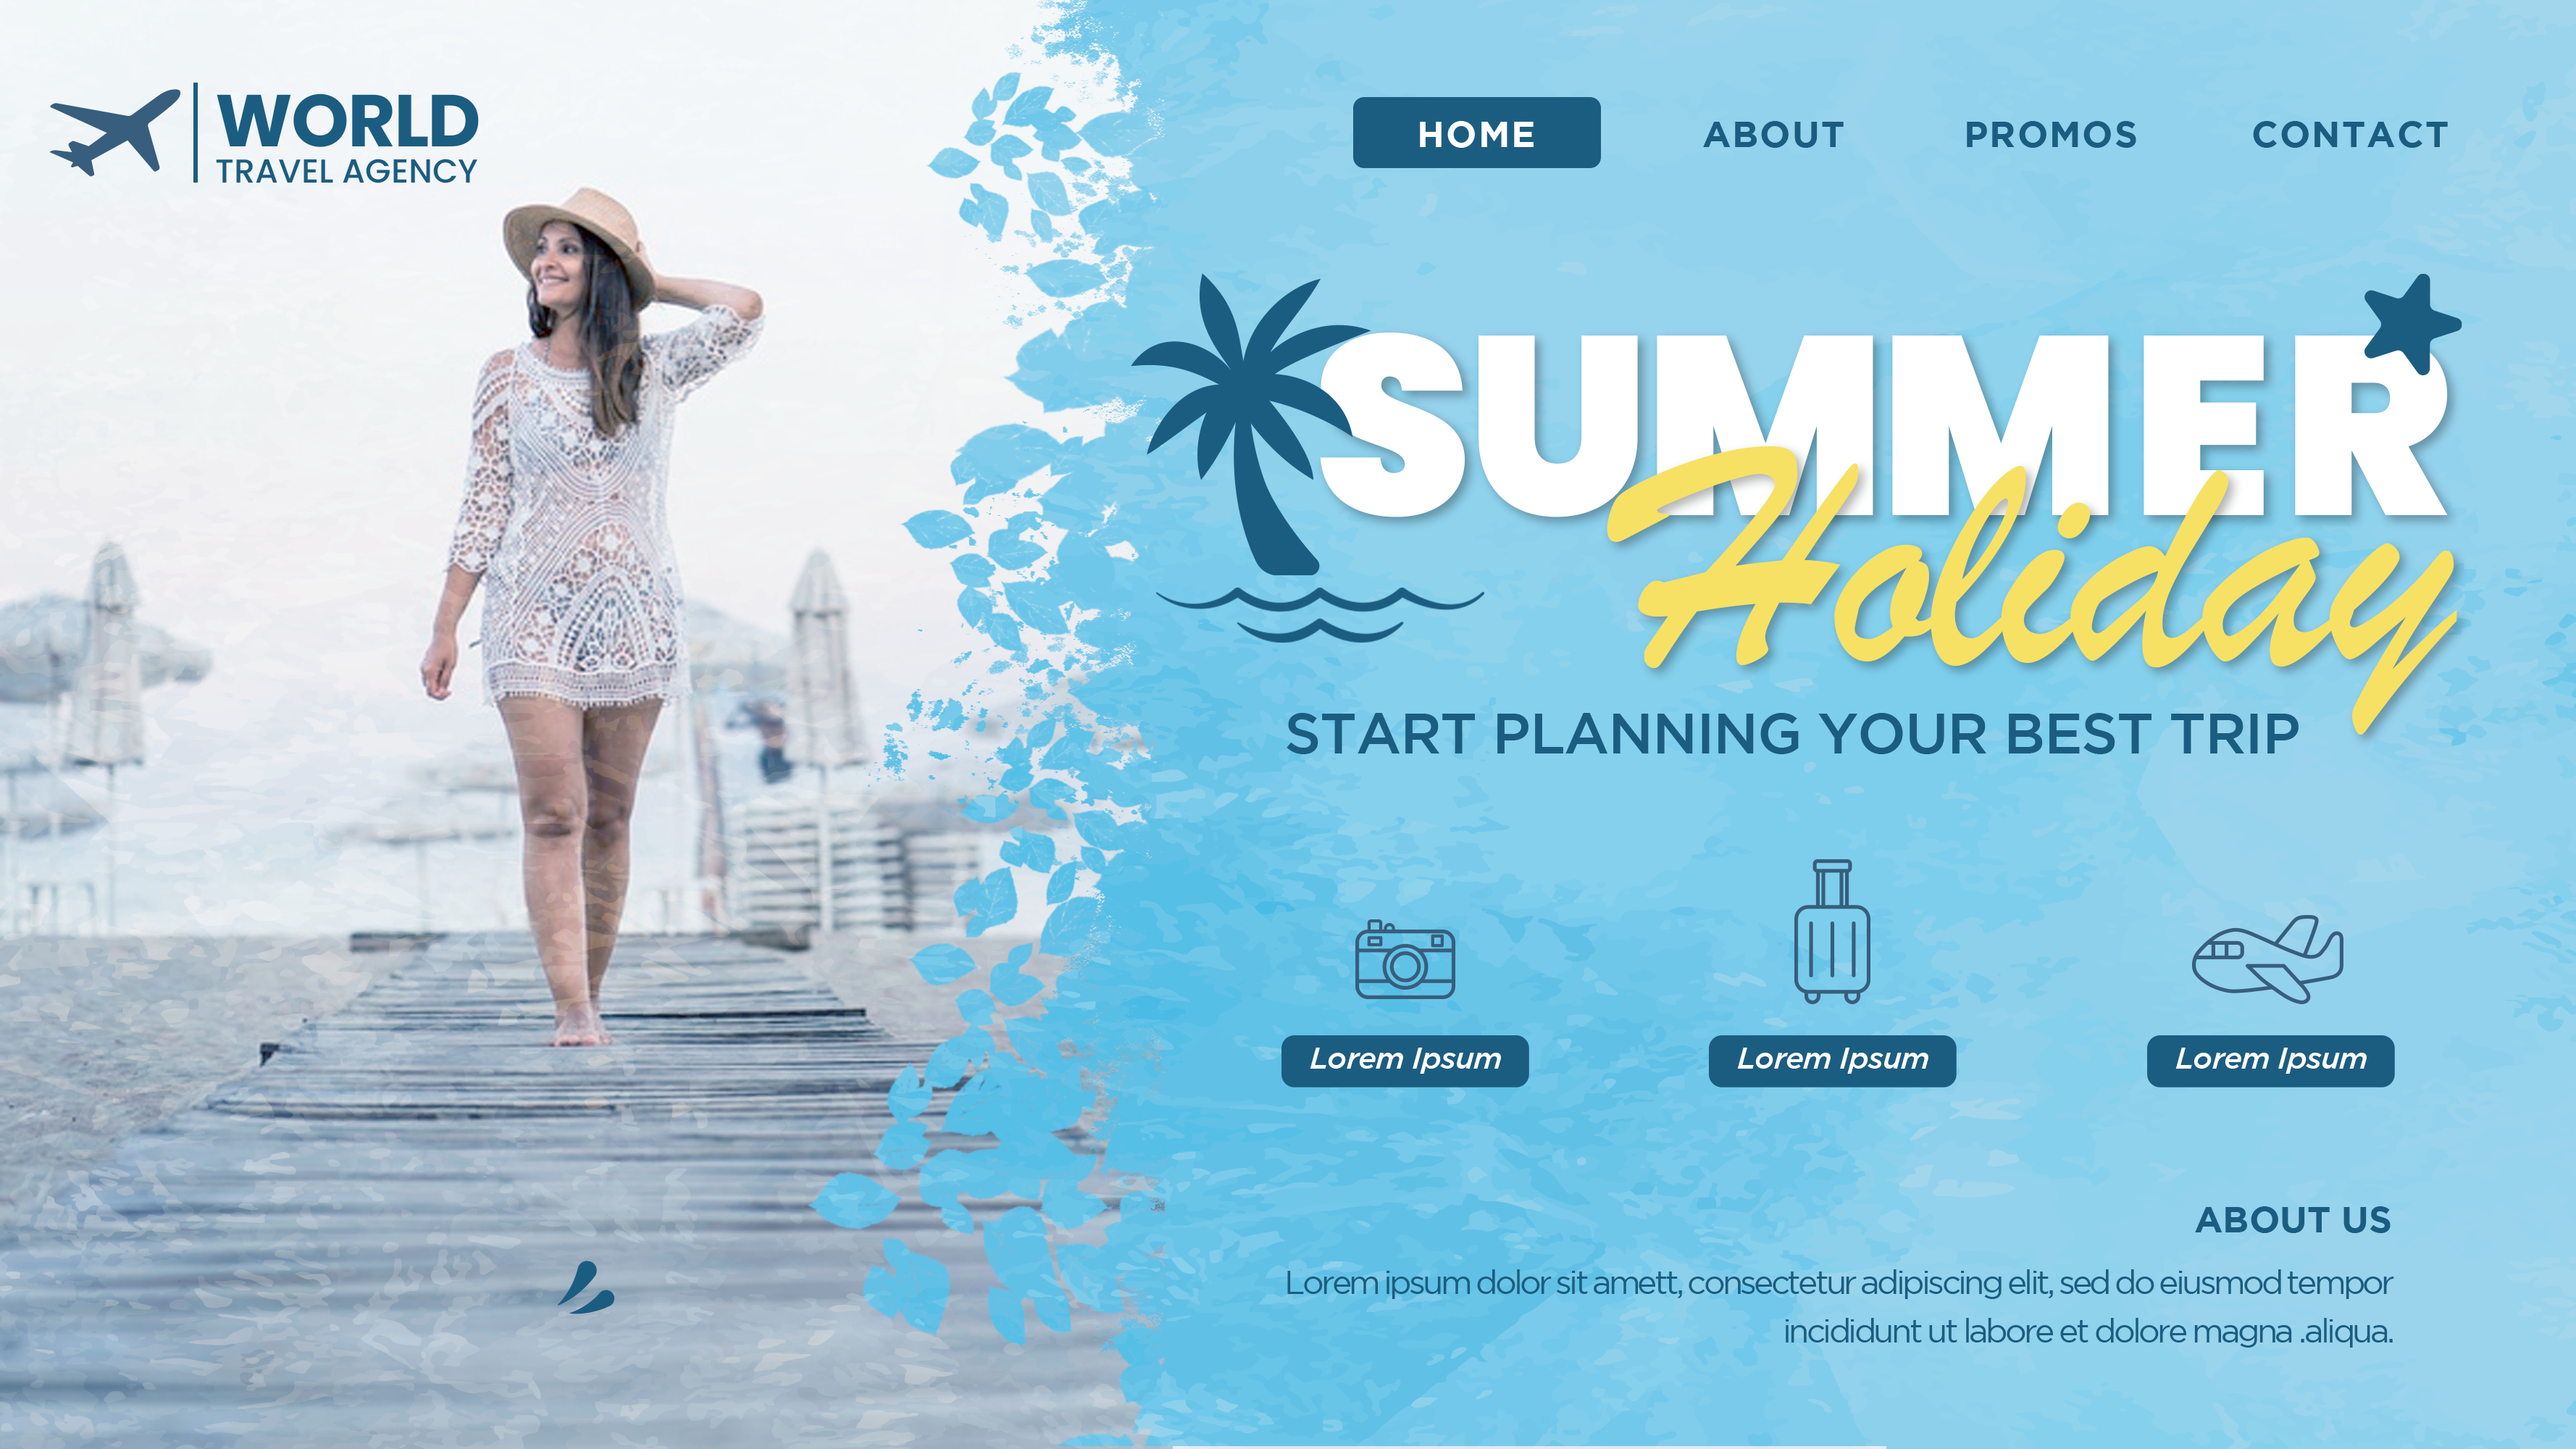 WORLD
TRAVEL AGENCY
HOME ABOUT PROMOS CONTACT
SUMMER
Holiday
START PLANNING YOUR BEST TRIP
Lorem Ipsum Lorem Ipsum Lorem Ipsum
ABOUT US
Lorem ipsum dolor sit amett, consectetur adipiscing elit, sed do eiusmod tempor
incididunt ut labore et dolore magna .aliqua.